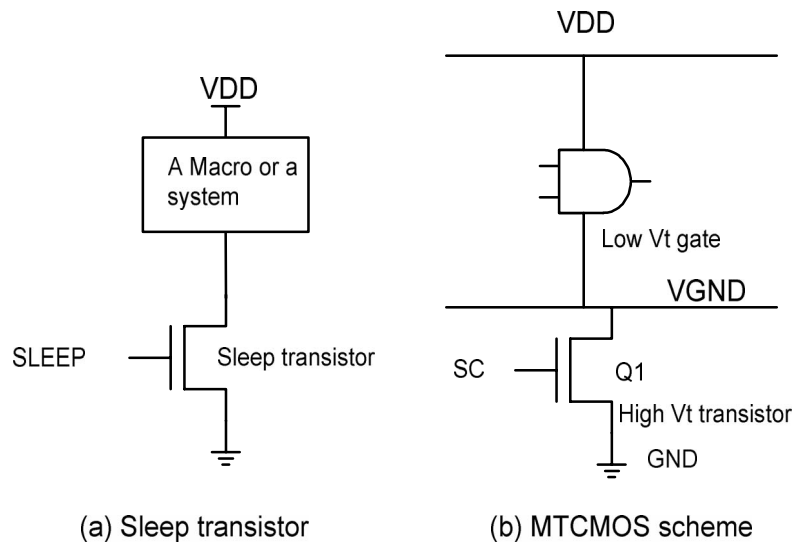 VDD
A Macro or a
system
SLEEP
Sleep transistor
(a) Sleep transistor
VDD
Low Vt gate
VGND
SC
Q1
High Vt transistor
GND
(b) MTCMOS scheme